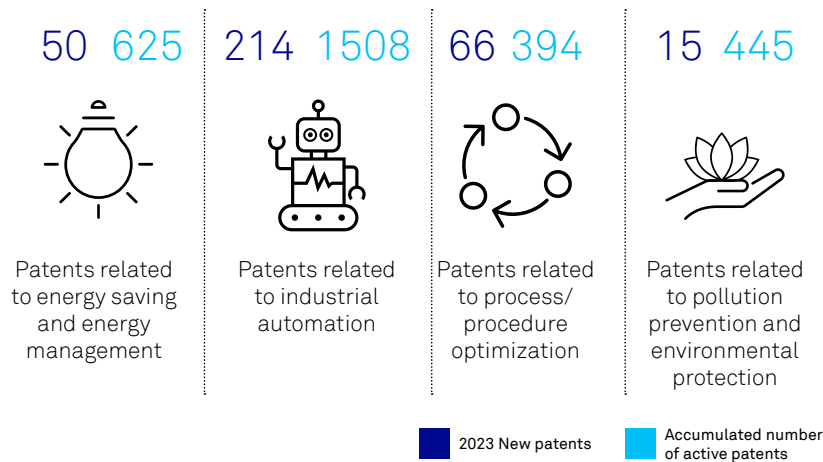 50 625
214 1508
66 394
15 445
Patents related
to energy saving
and energy
management
Patents related
to industrial
automation
Patents related
to process/
procedure
optimization
Patents related
to pollution
prevention and
environmental
protection
2023 New patents
Accumulated number
of active patents